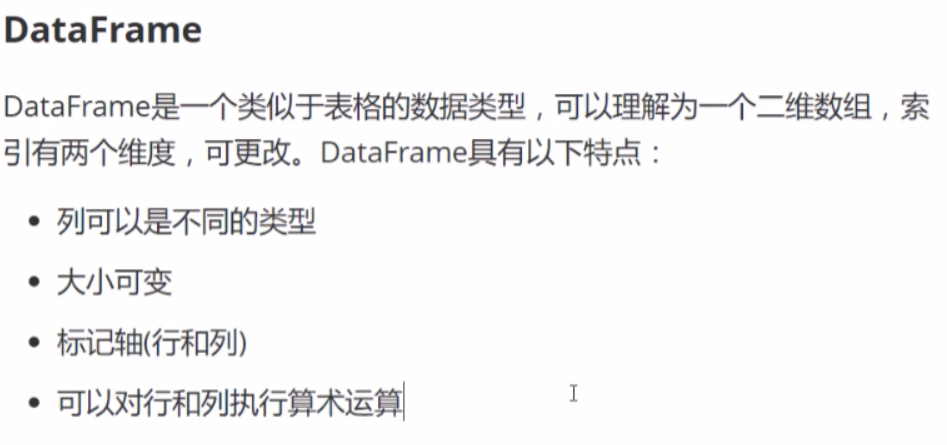 DataFrame
DataFrame是一个类似于表格的数据类型，可以理解为一个二维数组，索
引有两个维度，可更改。DataFrame具有以下特点：
• 列可以是不同的类型
• 大小可变
• 标记轴(行和列)
• 可以对行和列执行算术运算